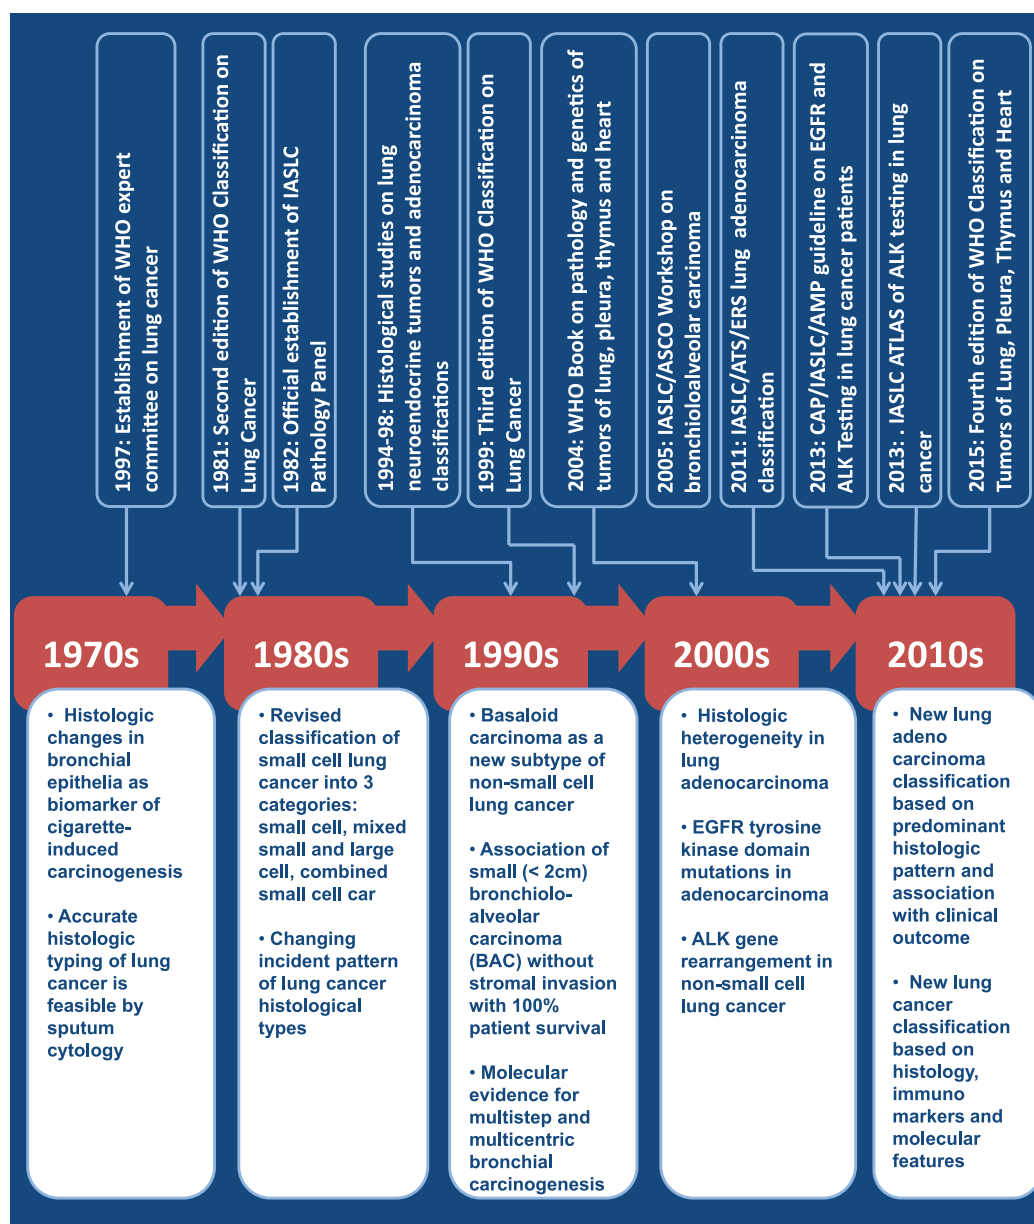 1997: Establishment of WHO expert
committee on lung cancer
1981: Second edition of WHO Classification on
Lung Cancer
1982: Official establishment of IASLC
Pathology Panel
1994-98: Histological studies on lung
neuroendocrine tumors and adenocarcinoma
classifications
1999: Third edition of WHO Classification on
Lung Cancer
2004: WHO Book on pathology and genetics of
tumors of lung, pleura, thymus and heart
2005: IASLC/ASCO Workshop on
bronchioloalveolar carcinoma
2011: IASLC/ATS/ERS lung adenocarcinoma
classification
2013: CAP/IASLC/AMP guideline on EGFR and
ALK Testing in lung cancer patients
2013: . IASLC ATLAS of ALK testing in lung
cancer
2015: Fourth edition of WHO Classification on
Tumors of Lung, Pleura, Thymus and Heart
1970s
• Histologic
changes in
bronchial
epithelia as
biomarker of
cigarette-
induced
carcinogenesis
• Accurate
histologic
typing of lung
cancer is
feasible by
sputum
cytology
1980s
• Revised
classification of
small cell lung
cancer into 3
categories:
small cell, mixed
small and large
cell, combined
small cell car
• Changing
incident pattern
of lung cancer
histological
types
1990s
• Basaloid
carcinoma as a
new subtype of
non-small cell
lung cancer
• Association of
small (< 2cm)
bronchiolo-
alveolar
carcinoma
(BAC) without
stromal invasion
with 100%
patient survival
• Molecular
evidence for
multistep and
multicentric
bronchial
carcinogenesis
2000s
• Histologic
heterogeneity in
lung
adenocarcinoma
• EGFR tyrosine
kinase domain
mutations in
adenocarcinoma
• ALK gene
rearrangement in
non-small cell
lung cancer
2010s
• New lung
adeno
carcinoma
classification
based on
predominant
histologic
pattern and
association
with clinical
outcome
• New lung
cancer
classification
based on
histology,
immuno
markers and
molecular
features